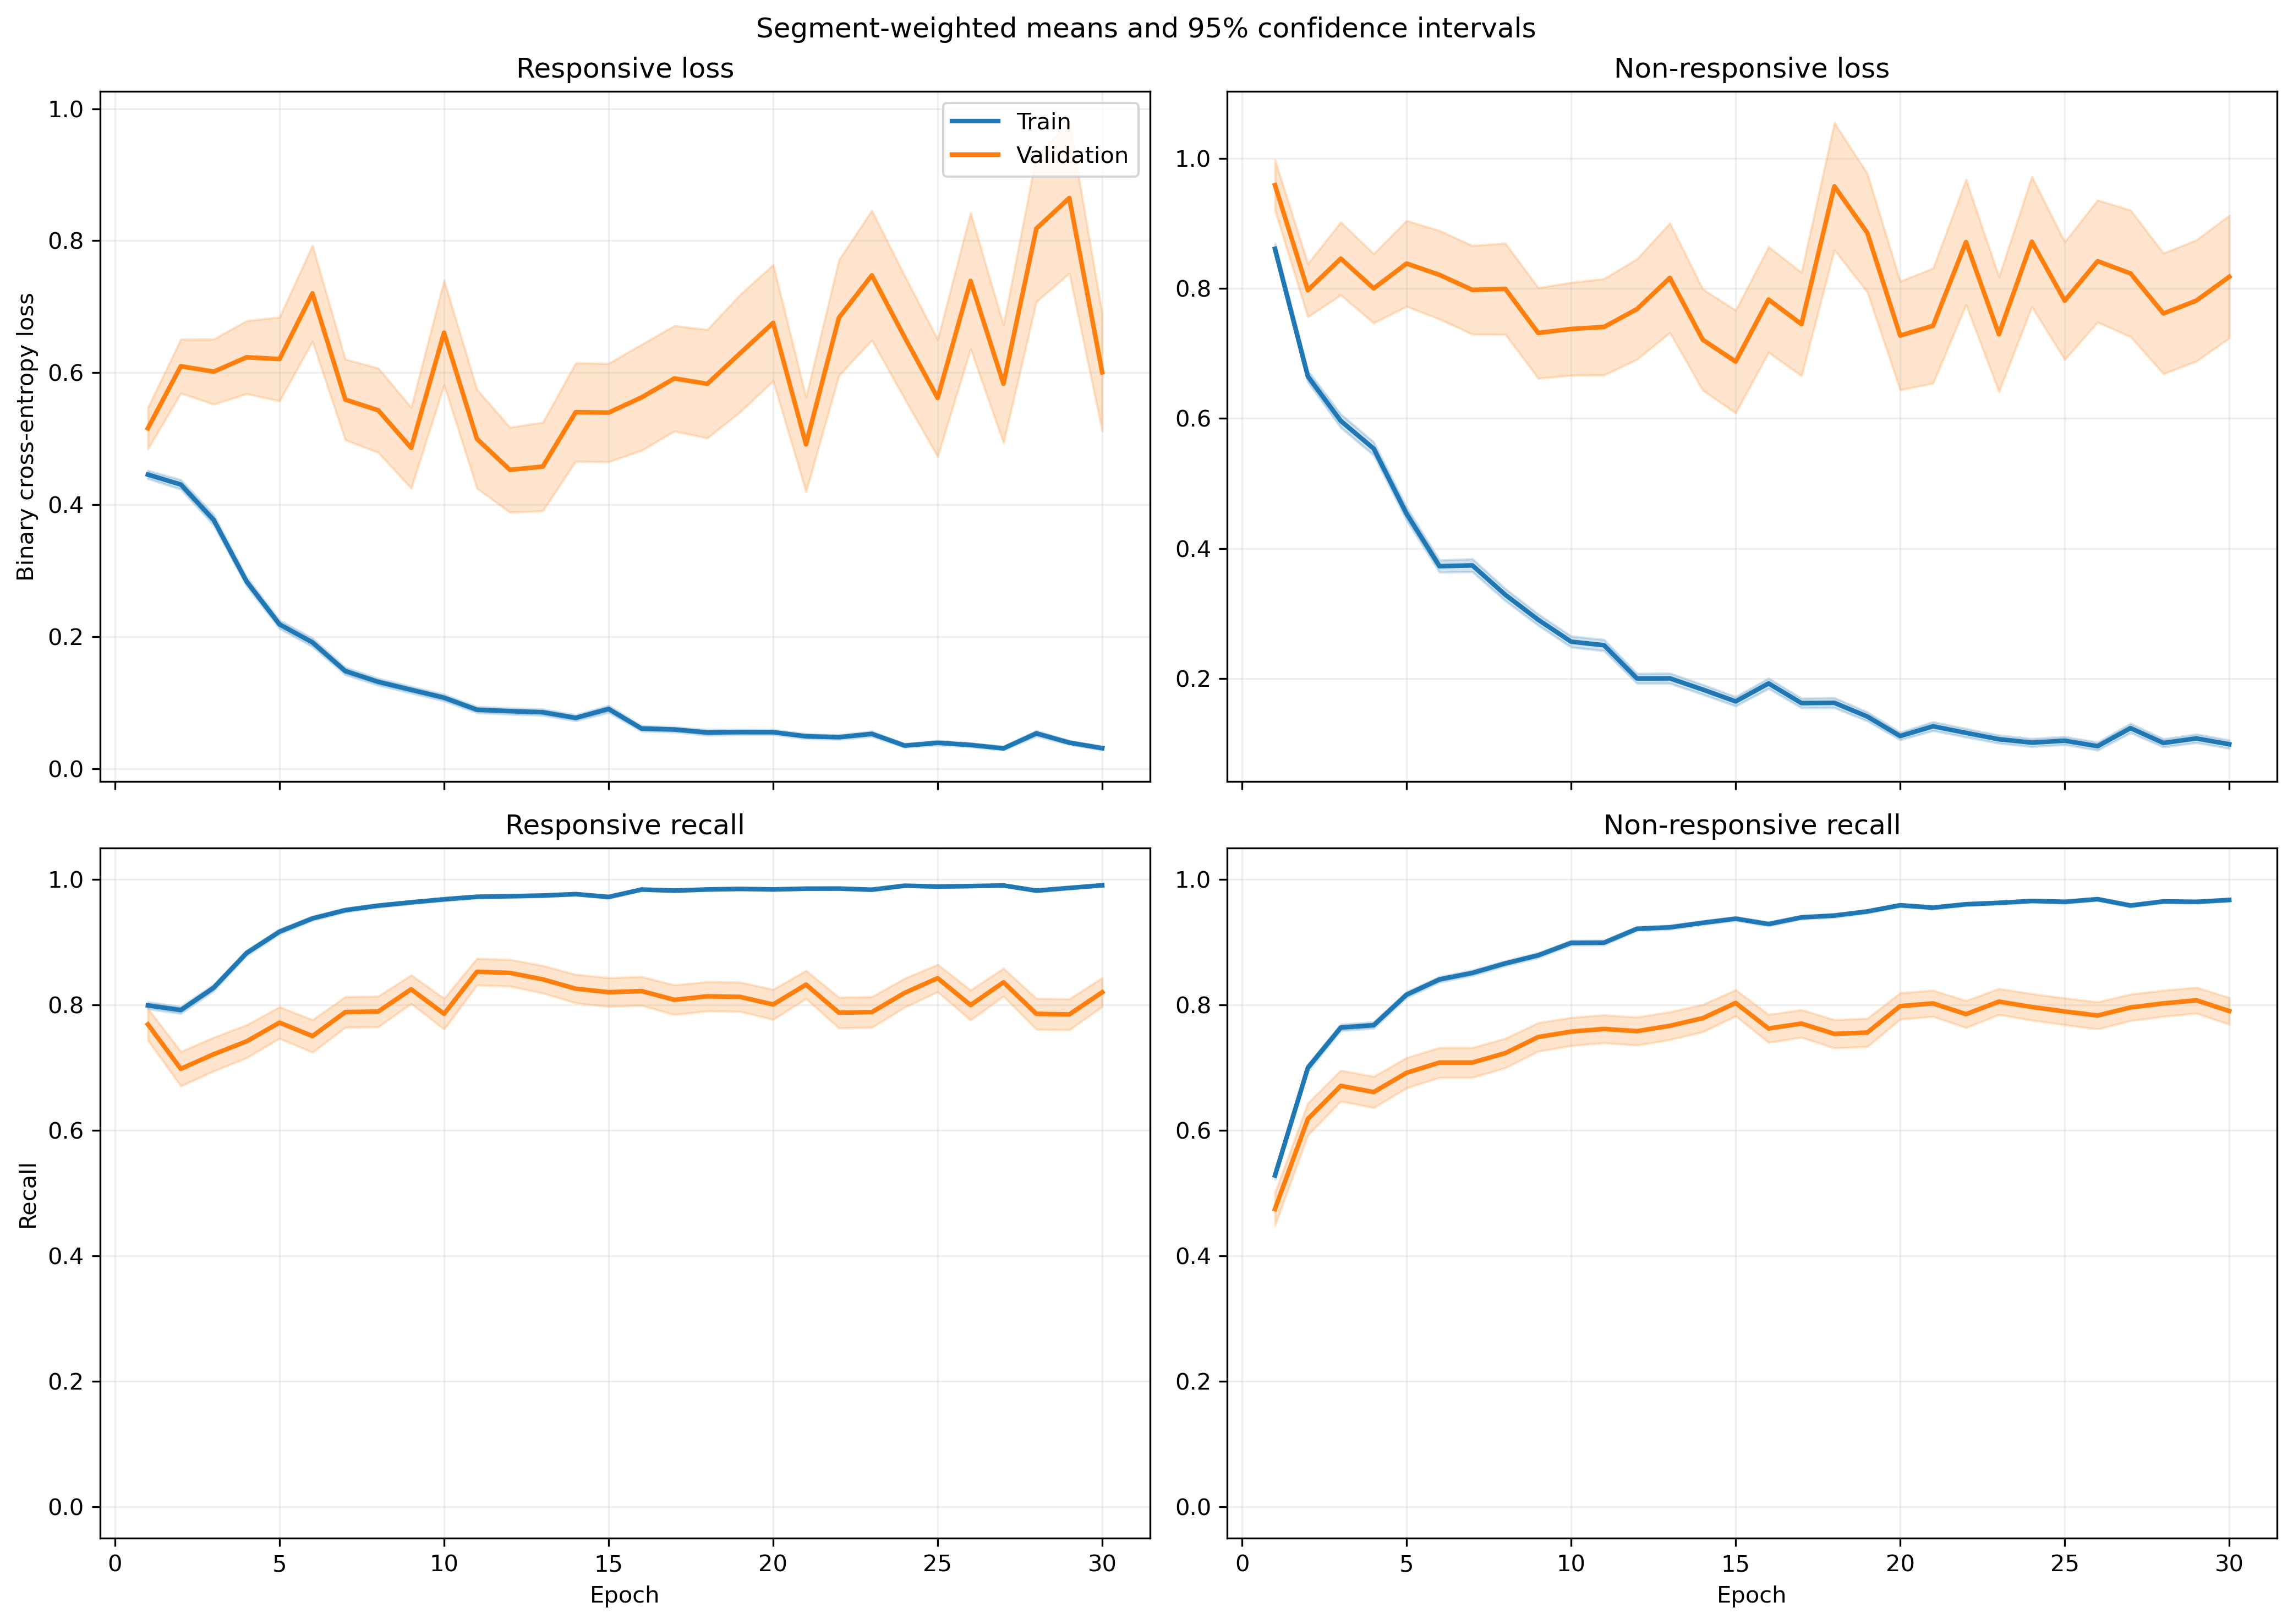 Segment-weighted means and 95% confidence intervals
Responsive loss
Non-responsive loss
Train
Validation
Binary cross-entropy loss
1.0
0.8
0.6
0.4
0.2
0.0
1.0
0.8
0.6
0.4
0.2
Responsive recall
Non-responsive recall
Recall
1.0
0.8
0.6
0.4
0.2
0.0
1.0
0.8
0.6
0.4
0.2
0.0
0 5 10 15 20 25 30
0 5 10 15 20 25 30
Epoch
Epoch